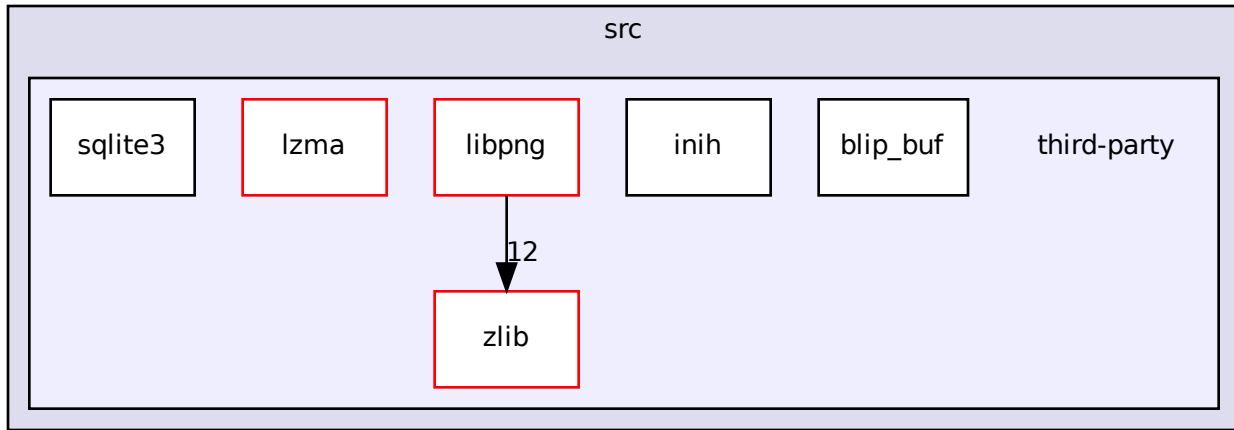 src
sqlite3
lzma
libpng
inih
blip_buf
third-party
12
zlib